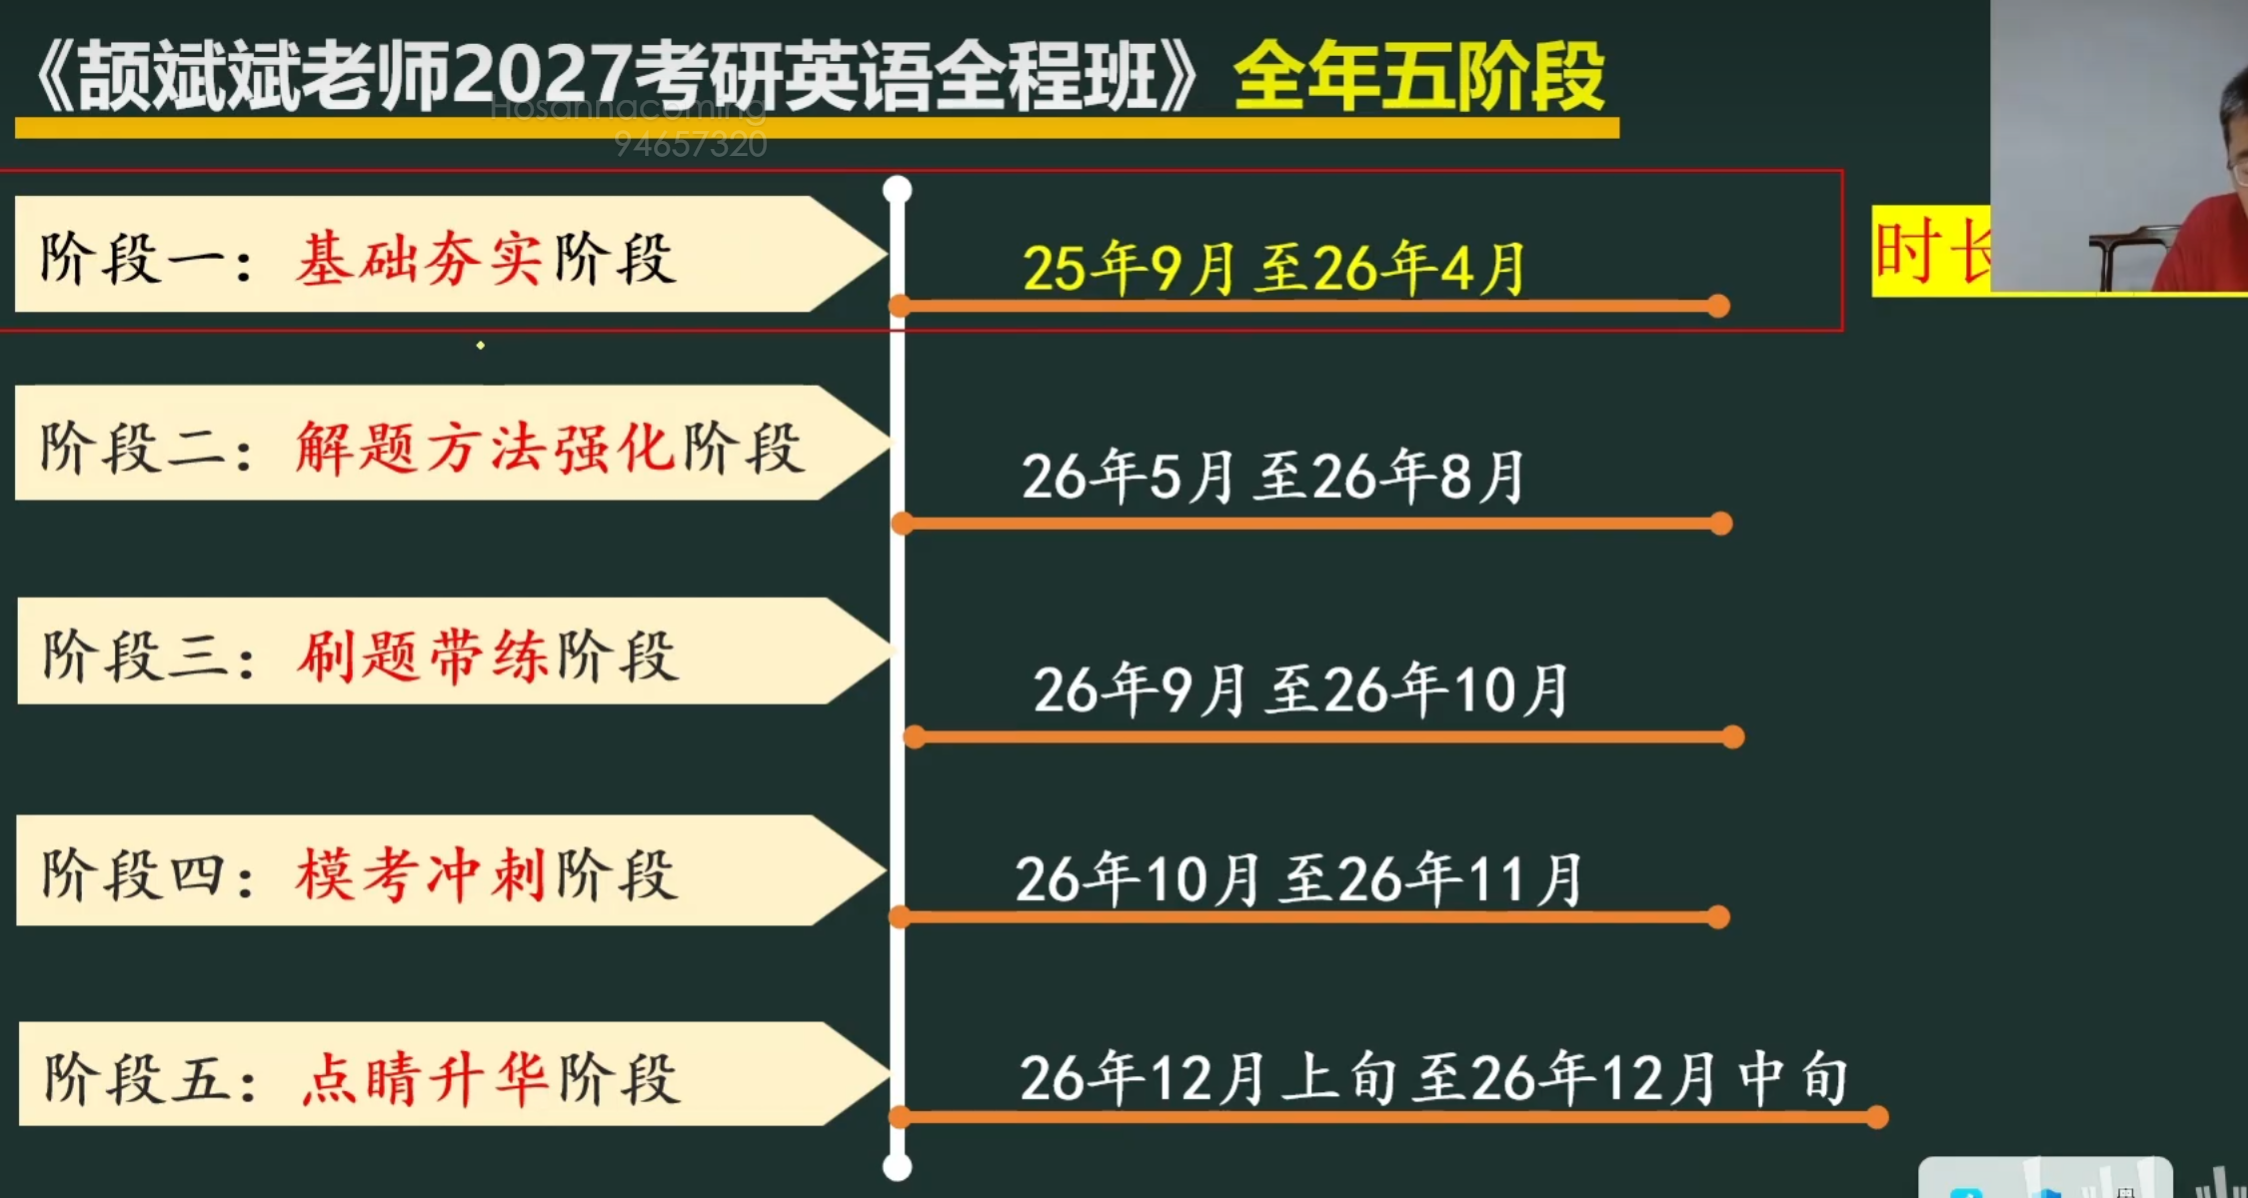 《颉斌斌老师2027考研英语全程班》全年五阶段
Hosannacoming
94657320
阶段一：基础夯实阶段
25年9月至26年4月
时长
阶段二：解题方法强化阶段
26年5月至26年8月
阶段三：刷题带练阶段
26年9月至26年10月
阶段四：模考冲刺阶段
26年10月至26年11月
阶段五：点睛升华阶段
26年12月上旬至26年12月中旬